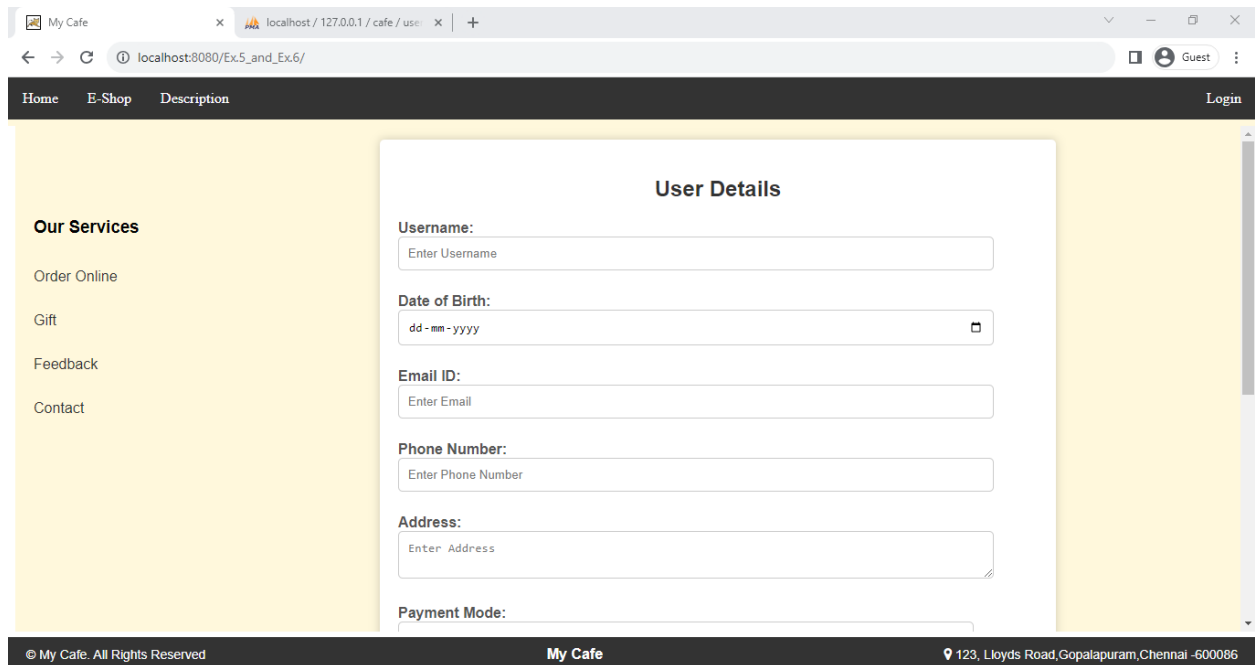 My Cafe
localhost / 127.0.0.1 / cafe / user
localhost:8080/Ex.5_and_Ex.6/
Guest
Home E-Shop Description Login
User Details
Our Services
Order Online
Gift
Feedback
Contact
Username:
Enter Username
Date of Birth:
dd-mm-yyyy
Email ID:
Enter Email
Phone Number:
Enter Phone Number
Address:
Enter Address
Payment Mode:
© My Cafe. All Rights Reserved My Cafe 123, Lloyds Road,Gopalapuram,Chennai -600086